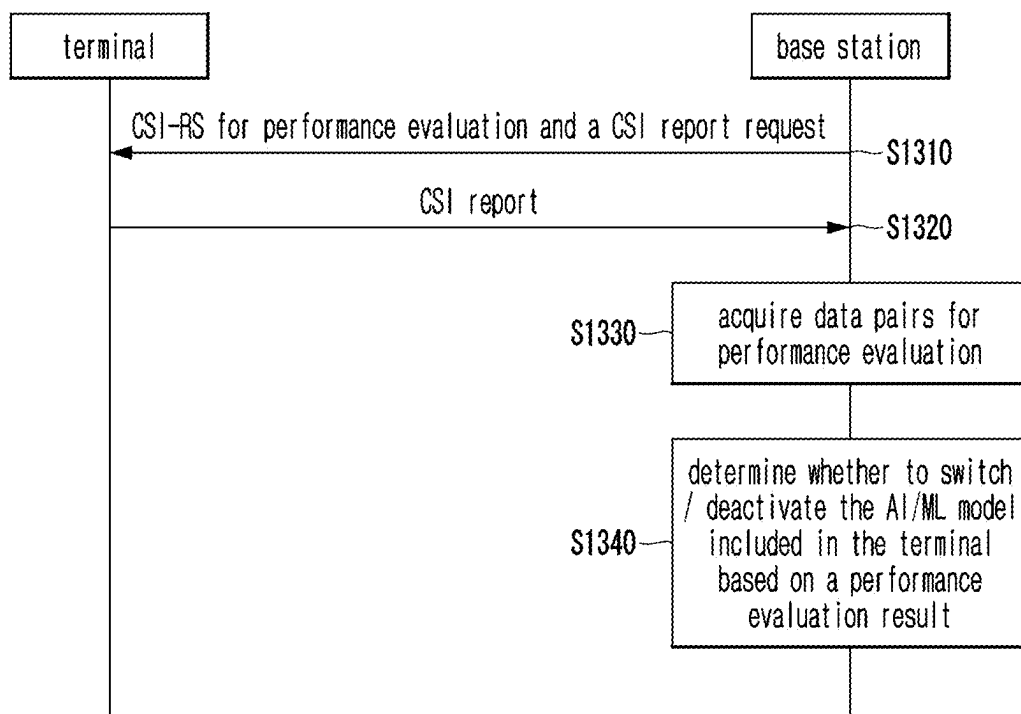 terminal
base station
CSI-RS for performance evaluation and a CSI report request
S1310
CSI report
S1320
S1330
acquire data pairs for
performance evaluation
S1340
determine whether to switch
/ deactivate the AI/ML model
included in the terminal
based on a performance
evaluation result